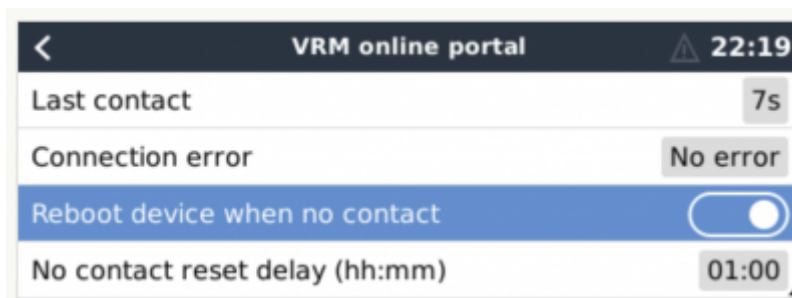 VRM online portal 22:19
Last contact 7s
Connection error No error
Reboot device when no contact
No contact reset delay (hh:mm) 01:00